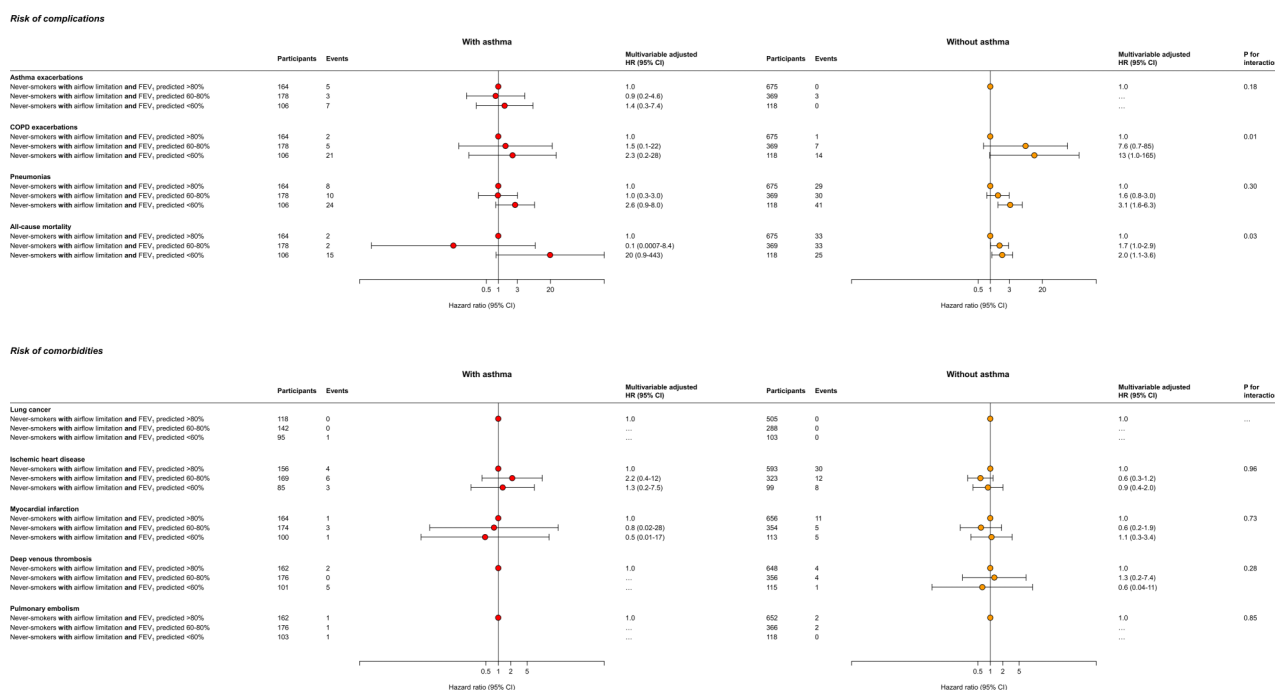 Risk of complications
With asthma Without asthma
Participants Events Multivariable adjusted HR (95% CI) Participants Events Multivariable adjusted HR (95% CI) P for interaction
Asthma exacerbations
Never-smokers with airflow limitation and FEV₁ predicted >80% 164 5 1.0 675 0 1.0 0.18
Never-smokers with airflow limitation and FEV₁ predicted 60-80% 178 3 0.9 (0.2-4.6) 369 3 ...
Never-smokers with airflow limitation and FEV₁ predicted <60% 106 7 1.4 (0.3-7.4) 118 0 ...
COPD exacerbations
Never-smokers with airflow limitation and FEV₁ predicted >80% 164 2 1.0 675 1 1.0 0.01
Never-smokers with airflow limitation and FEV₁ predicted 60-80% 178 5 1.5 (0.1-22) 369 7 7.6 (0.7-85)
Never-smokers with airflow limitation and FEV₁ predicted <60% 106 21 2.3 (0.2-28) 118 14 13 (1.0-165)
Pneumonias
Never-smokers with airflow limitation and FEV₁ predicted >80% 164 8 1.0 675 29 1.0 0.30
Never-smokers with airflow limitation and FEV₁ predicted 60-80% 178 10 1.0 (0.3-3.0) 369 30 1.6 (0.8-3.0)
Never-smokers with airflow limitation and FEV₁ predicted <60% 106 24 2.6 (0.9-8.0) 118 41 3.1 (1.6-6.3)
All-cause mortality
Never-smokers with airflow limitation and FEV₁ predicted >80% 164 2 1.0 675 33 1.0 0.03
Never-smokers with airflow limitation and FEV₁ predicted 60-80% 178 2 0.1 (0.0007-8.4) 369 33 1.7 (1.0-2.9)
Never-smokers with airflow limitation and FEV₁ predicted <60% 106 15 20 (0.9-443) 118 25 2.0 (1.1-3.6)
0.5 1 3 20 0.5 1 3 20
Hazard ratio (95% CI) Hazard ratio (95% CI)
Risk of comorbidities
With asthma Without asthma
Participants Events Multivariable adjusted HR (95% CI) Participants Events Multivariable adjusted HR (95% CI) P for interaction
Lung cancer
Never-smokers with airflow limitation and FEV₁ predicted >80% 118 0 1.0 505 0 1.0 ...
Never-smokers with airflow limitation and FEV₁ predicted 60-80% 142 0 ... 288 0 ...
Never-smokers with airflow limitation and FEV₁ predicted <60% 95 1 ... 103 0 ...
Ischemic heart disease
Never-smokers with airflow limitation and FEV₁ predicted >80% 156 4 1.0 593 30 1.0 0.96
Never-smokers with airflow limitation and FEV₁ predicted 60-80% 169 6 2.2 (0.4-12) 323 12 0.6 (0.3-1.2)
Never-smokers with airflow limitation and FEV₁ predicted <60% 85 3 1.3 (0.2-7.5) 99 8 0.9 (0.4-2.0)
Myocardial infarction
Never-smokers with airflow limitation and FEV₁ predicted >80% 164 1 1.0 656 11 1.0 0.73
Never-smokers with airflow limitation and FEV₁ predicted 60-80% 174 3 0.8 (0.02-28) 354 5 0.6 (0.2-1.9)
Never-smokers with airflow limitation and FEV₁ predicted <60% 100 1 0.5 (0.01-17) 113 5 1.1 (0.3-3.4)
Deep venous thrombosis
Never-smokers with airflow limitation and FEV₁ predicted >80% 162 2 1.0 648 4 1.0 0.28
Never-smokers with airflow limitation and FEV₁ predicted 60-80% 176 0 ... 356 4 1.3 (0.2-7.4)
Never-smokers with airflow limitation and FEV₁ predicted <60% 101 5 ... 115 1 0.6 (0.04-11)
Pulmonary embolism
Never-smokers with airflow limitation and FEV₁ predicted >80% 162 1 1.0 652 2 1.0 0.85
Never-smokers with airflow limitation and FEV₁ predicted 60-80% 176 1 ... 366 2 ...
Never-smokers with airflow limitation and FEV₁ predicted <60% 103 1 ... 118 0 ...
0.5 1 2 5 0.5 1 2 5
Hazard ratio (95% CI) Hazard ratio (95% CI)